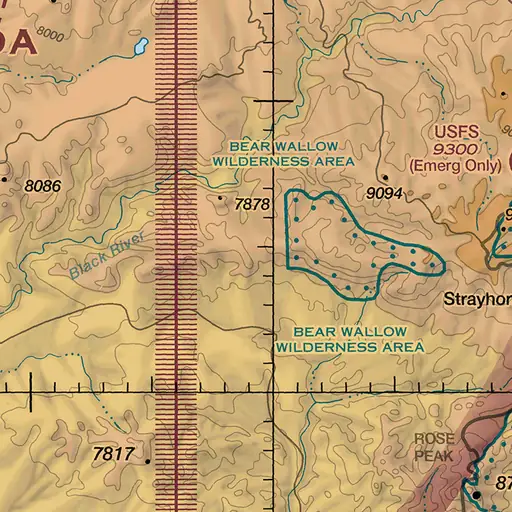 DA
8000
BEAR WALLOW
WILDERNESS AREA
USFS
9300
(Emerg Only)
8086
7878
9094
Black River
Strayhor
BEAR WALLOW
WILDERNESS AREA
ROSE
PEAK
7817
87